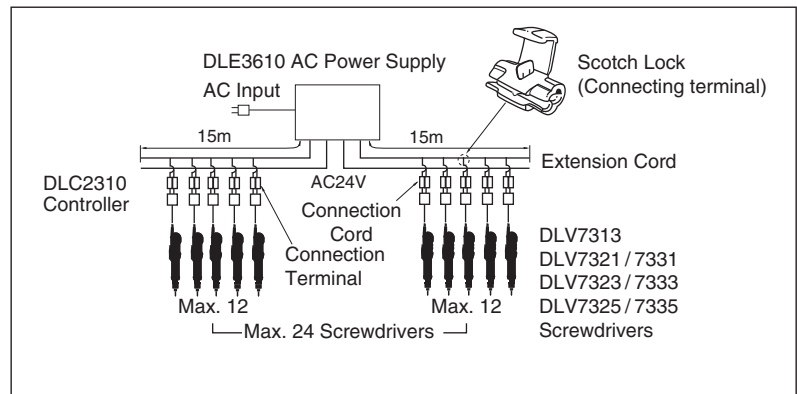 DLE3610 AC Power Supply
AC Input
Scotch Lock
(Connecting terminal)
15m
15m
Extension Cord
DLC2310
Controller
AC24V
Connection
Cord
Connection
Terminal
DLV7313
DLV7321 / 7331
DLV7323 / 7333
DLV7325 / 7335
Screwdrivers
Max. 12
Max. 12
Max. 24 Screwdrivers